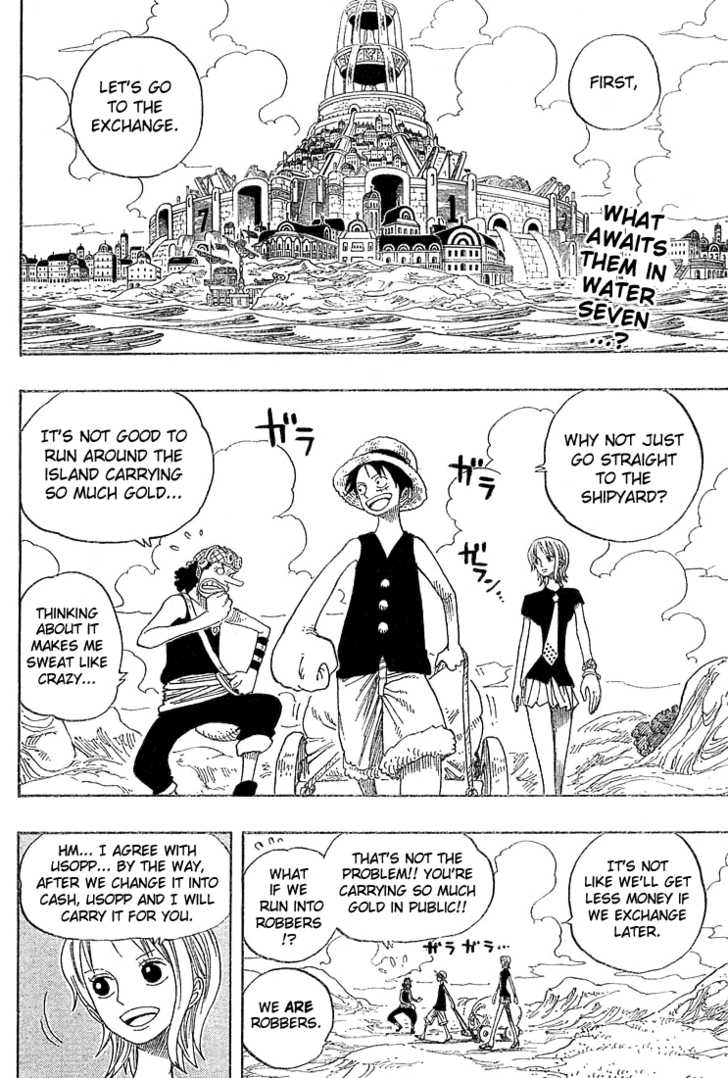 FIRST,
LET'S GO
TO THE
EXCHANGE.
7
1
WHAT
AWAITS
THEM IN
WATER
SEVEN
...?
WHY NOT JUST
GO STRAIGHT
TO THE
SHIPYARD?
ガラ
ガラ
ガラ...
IT'S NOT GOOD TO
RUN AROUND THE
ISLAND CARRYING
SO MUCH GOLD...
THINKING
ABOUT IT
MAKES ME
SWEAT LIKE
CRAZY...
IT'S NOT
LIKE WE'LL GET
LESS MONEY IF
WE EXCHANGE
LATER.
THAT'S NOT THE
PROBLEM!! YOU'RE
CARRYING SO MUCH
GOLD IN PUBLIC!!
WHAT
IF WE
RUN INTO
ROBBERS
!?
WE ARE
ROBBERS.
ガラ ガラ...
HM... I AGREE WITH
USOPP... BY THE WAY,
AFTER WE CHANGE IT INTO
CASH, USOPP AND I WILL
CARRY IT FOR YOU.